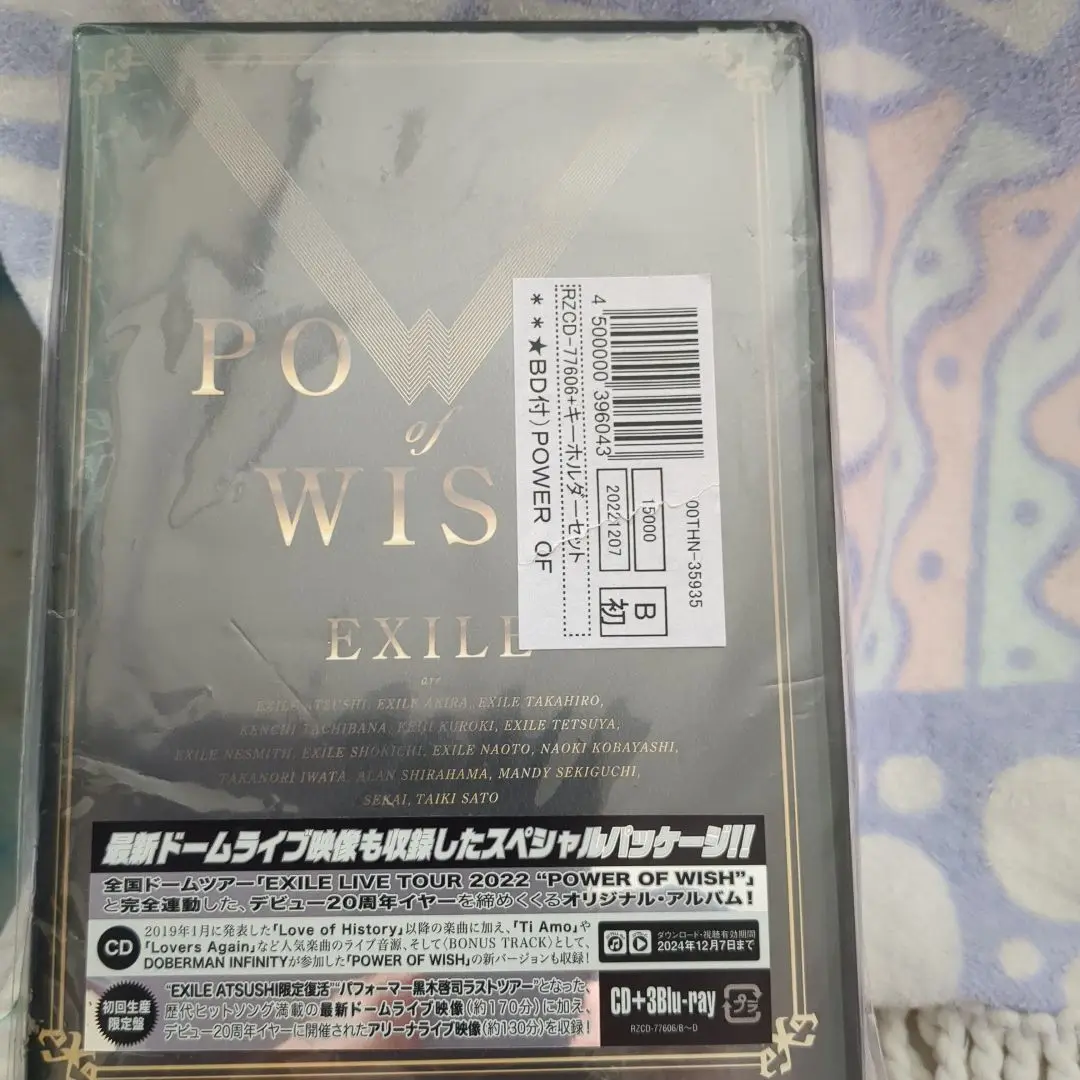 POW
of
WIS
EXILE
are
EXILE ATSUSHI, EXILE AKIRA, EXILE TAKAHIRO,
KENCHI TACHIBANA, KEIJI KUROKI, EXILE TETSUYA,
EXILE NESMITH, EXILE SHOKICHI, EXILE NAOTO, NAOKI KOBAYASHI,
TAKANORI IWATA, ALAN SHIRAHAMA, MANDY SEKIGUCHI,
SEKAI, TAIKI SATO
00THN-35935
4 500000 396043
15000
20221207
B
初
RZCD-77606+キーホルダーセット
**★BD付)POWER OF
最新ドームライブ映像も収録したスペシャルパッケージ!!
全国ドームツアー「EXILE LIVE TOUR 2022 “POWER OF WISH”」
と完全連動した、デビュー20周年イヤーを締めくくるオリジナル・アルバム!
CD
2019年1月に発表した「Love of History」以降の楽曲に加え、「Ti Amo」や
「Lovers Again」など人気楽曲のライブ音源、そして〈BONUS TRACK〉として、
DOBERMAN INFINITYが参加した「POWER OF WISH」の新バージョンも収録!
ダウンロード・視聴有効期間
2024年12月7日まで
初回生産
限定盤
“EXILE ATSUSHI限定復活”“パフォーマー黒木啓司ラストツアー”となった、
歴代ヒットソング満載の最新ドームライブ映像(約170分)に加え、
デビュー20周年イヤーに開催されたアリーナライブ映像(約130分)を収録!
CD+3Blu-ray
プラ
RZCD-77606/B~D